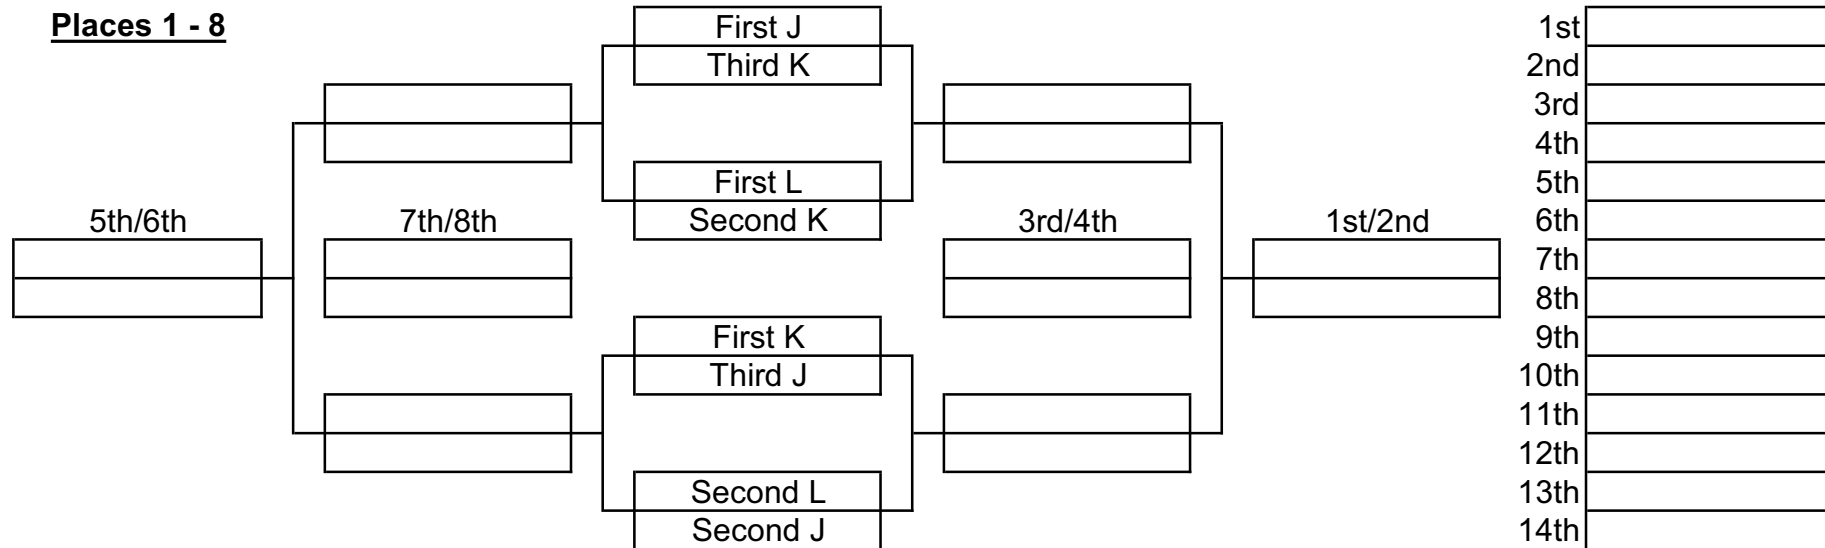 Places 1 - 8
First J
Third K
First L
Second K
5th/6th
7th/8th
3rd/4th
1st/2nd
First K
Third J
Second L
Second J
1st
2nd
3rd
4th
5th
6th
7th
8th
9th
10th
11th
12th
13th
14th